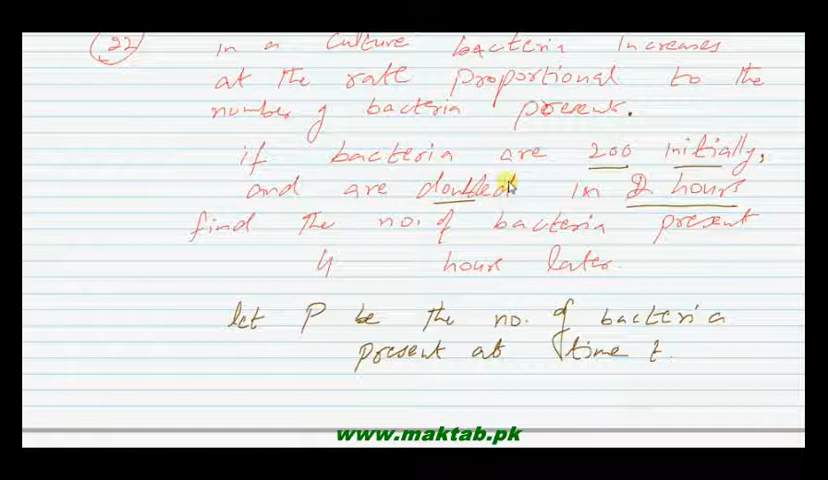 (22) in a Culture bacteria Increases
at the rate proportional to the
number of bacteria present.
if bacteria are 200 initially,
and are doubled in 2 hours
find the no. of bacteria present
4 hours later.
let P be the no. of bacteria
present at time t.
www.maktab.pk